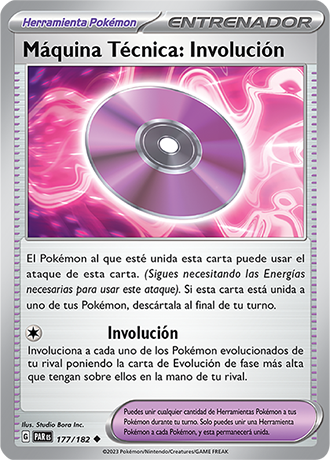 Herramienta Pokémon
ENTRENADOR
Máquina Técnica: Involución
El Pokémon al que esté unida esta carta puede usar el
ataque de esta carta. (Sigues necesitando las Energías
necesarias para usar este ataque). Si esta carta está unida a
uno de tus Pokémon, descártala al final de tu turno.
Involución
Involuciona a cada uno de los Pokémon evolucionados de
tu rival poniendo la carta de Evolución de fase más alta
que tengan sobre ellos en la mano de tu rival.
Ilus. Studio Bora Inc.
G PAR ES 177/182
Puedes unir cualquier cantidad de Herramientas Pokémon a tus
Pokémon durante tu turno. Solo puedes unir una Herramienta
Pokémon a cada Pokémon, y esta permanecerá unida.
©2023 Pokémon/Nintendo/Creatures/GAME FREAK